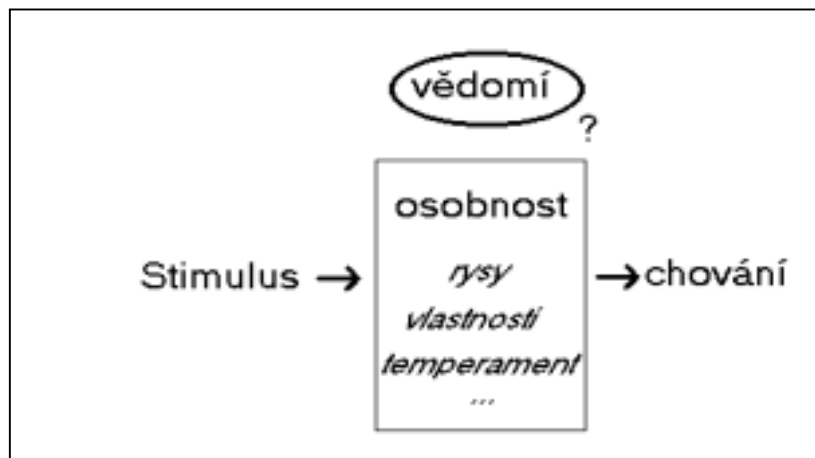 vědomí
?
osobnost
Stimulus → rysy → chování
vlastnosti
temperament
...